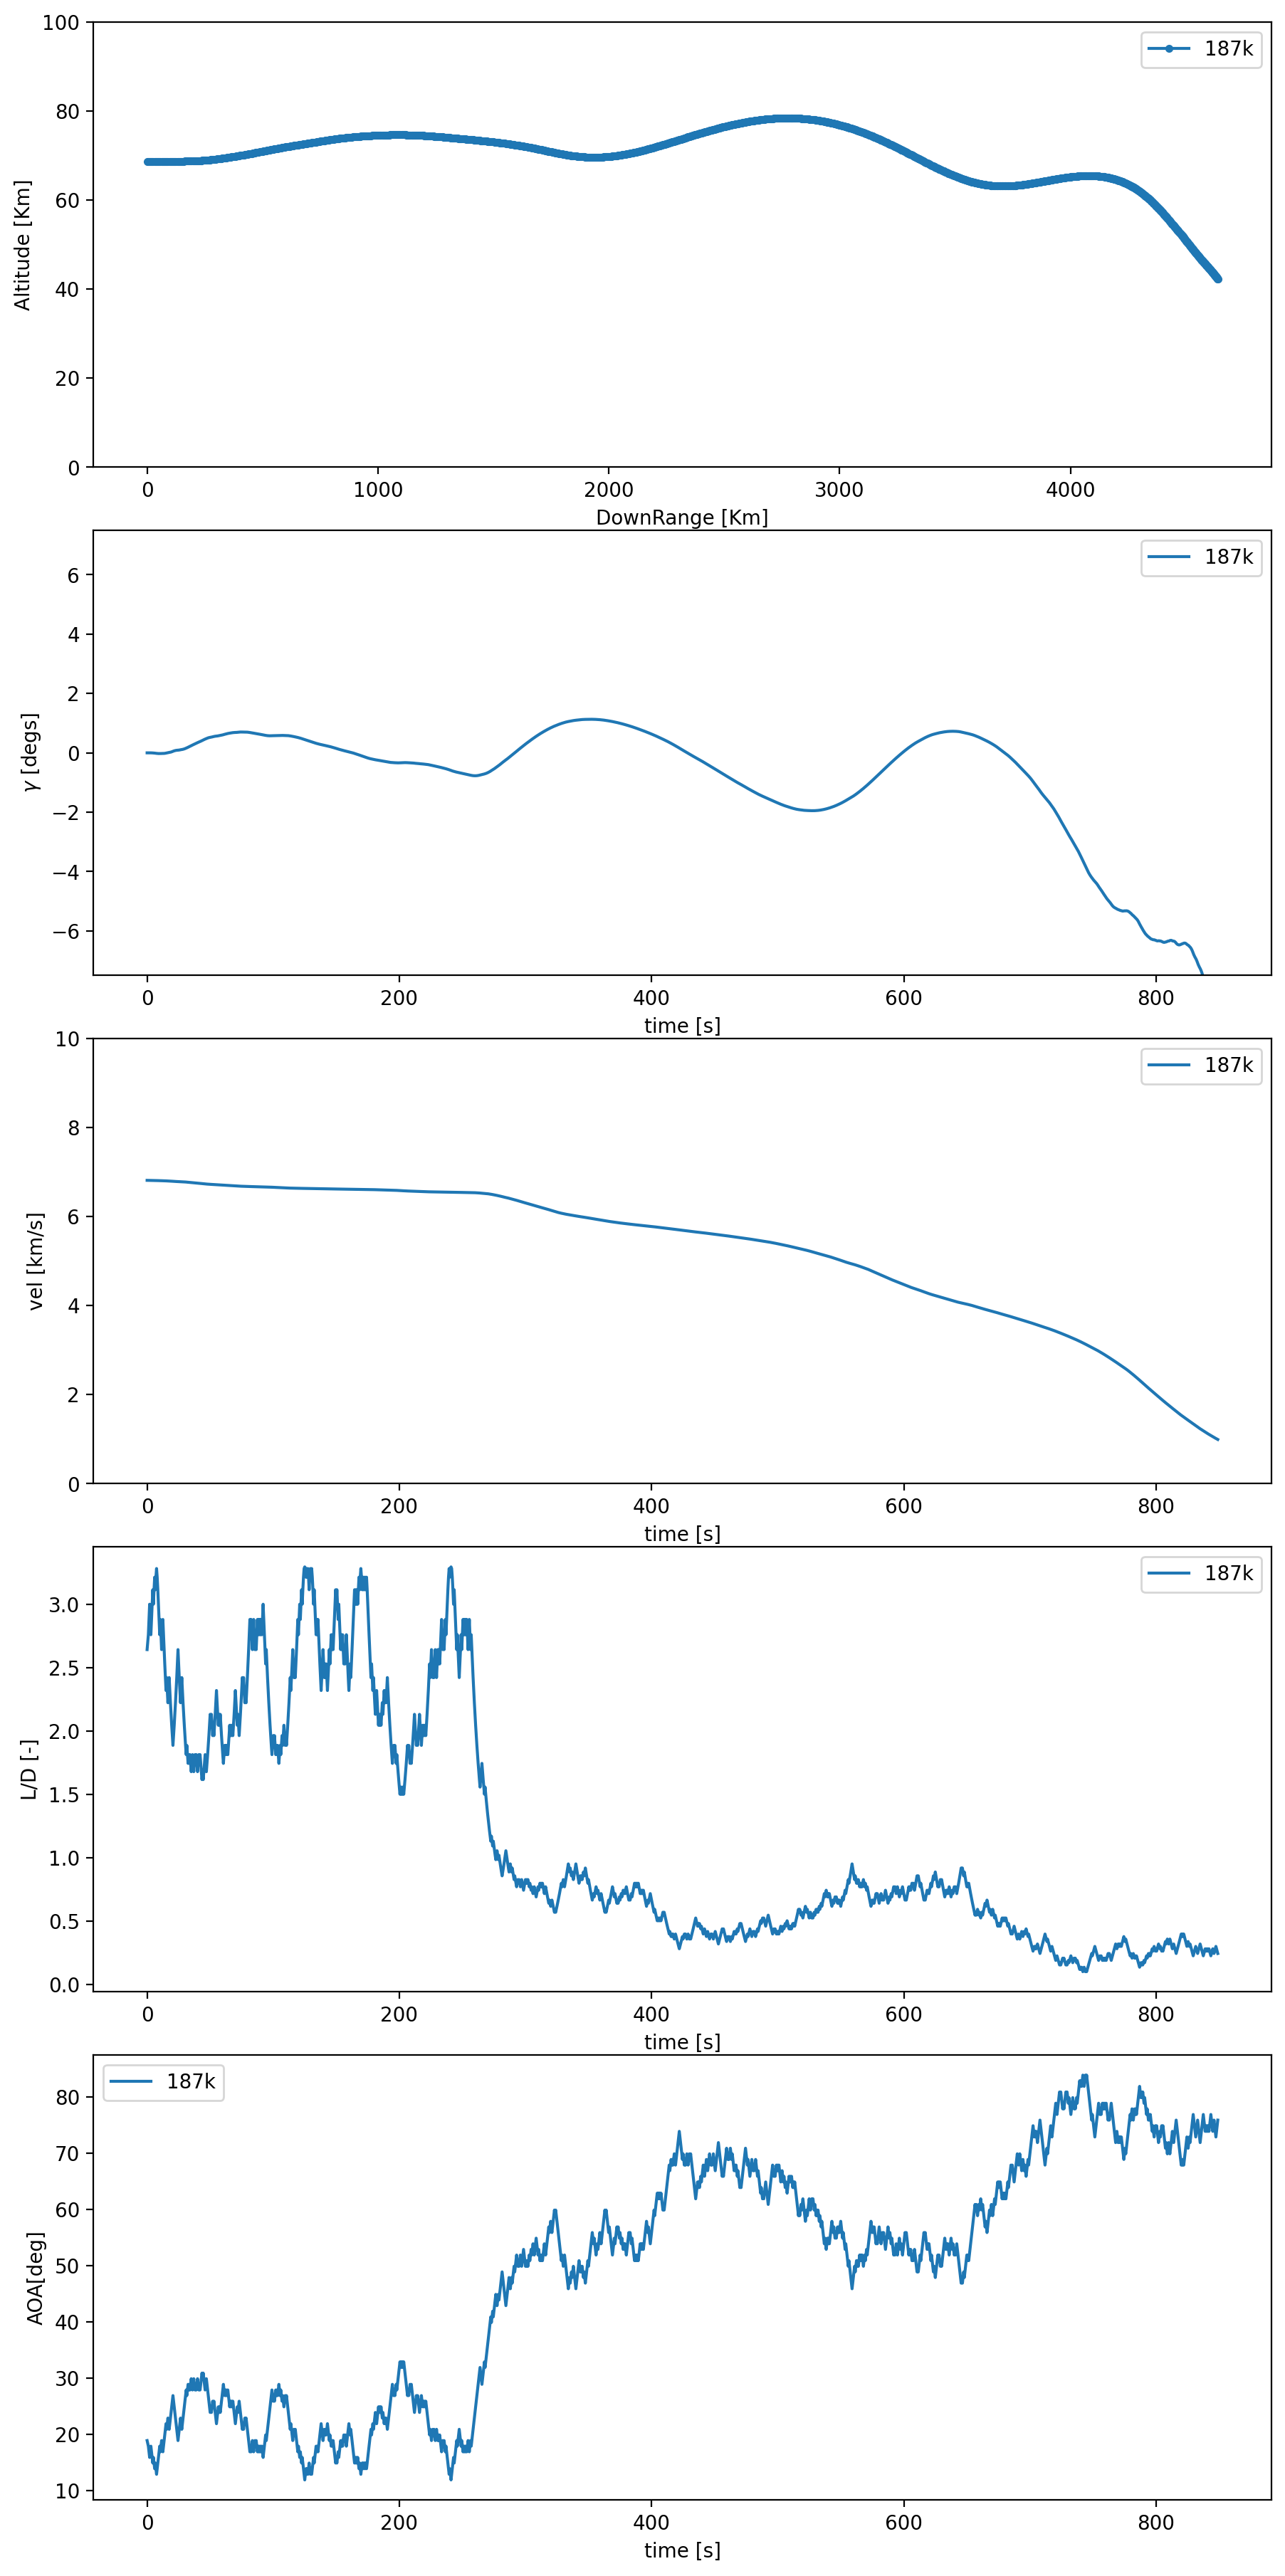 100
80
60
40
20
0
Altitude [Km]
187k
0 1000 2000 3000 4000
DownRange [Km]
6
4
2
0
−2
−4
−6
γ [degs]
187k
0 200 400 600 800
time [s]
10
8
6
4
2
0
vel [km/s]
187k
0 200 400 600 800
time [s]
3.0
2.5
2.0
1.5
1.0
0.5
0.0
L/D [-]
187k
0 200 400 600 800
time [s]
80
70
60
50
40
30
20
10
AOA[deg]
187k
0 200 400 600 800
time [s]